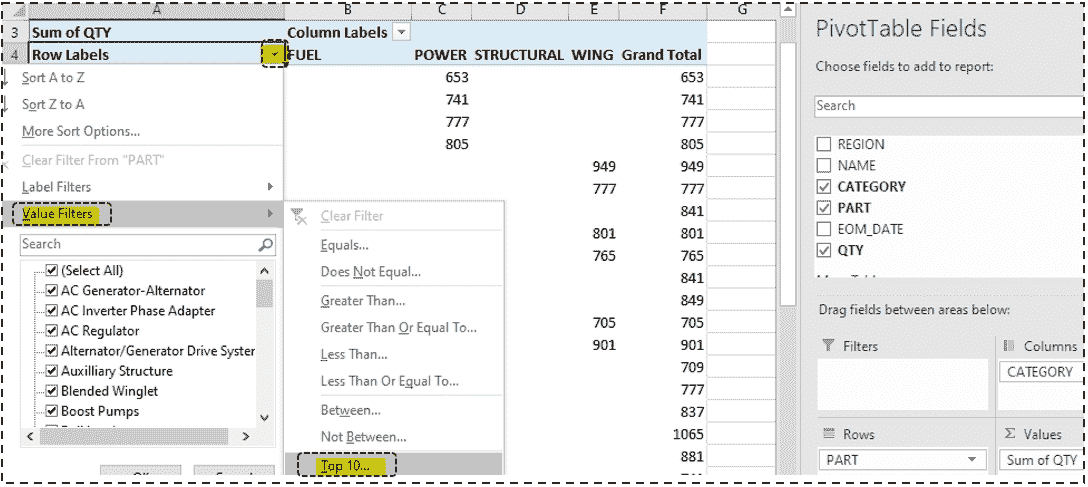 A B C D E F G
3 Sum of QTY Column Labels
4 Row Labels FUEL POWER STRUCTURAL WING Grand Total
Sort A to Z
Sort Z to A
More Sort Options...
Clear Filter From "PART"
Label Filters
Value Filters
Search
(Select All)
AC Generator-Alternator
AC Inverter Phase Adapter
AC Regulator
Alternator/Generator Drive Syster
Auxilliary Structure
Blended Winglet
Boost Pumps
Clear Filter
Equals...
Does Not Equal...
Greater Than...
Greater Than Or Equal To...
Less Than...
Less Than Or Equal To...
Between...
Not Between...
Top 10...
653 653
741 741
777 777
805 805
949 949
777 777
841
801 801
765 765
841
849
705 705
901 901
709
777
837
1065
881
PivotTable Fields
Choose fields to add to report:
Search
REGION
NAME
CATEGORY
PART
EOM_DATE
QTY
Drag fields between areas below:
Filters
Columns
CATEGORY
Rows
PART
Σ Values
Sum of QTY